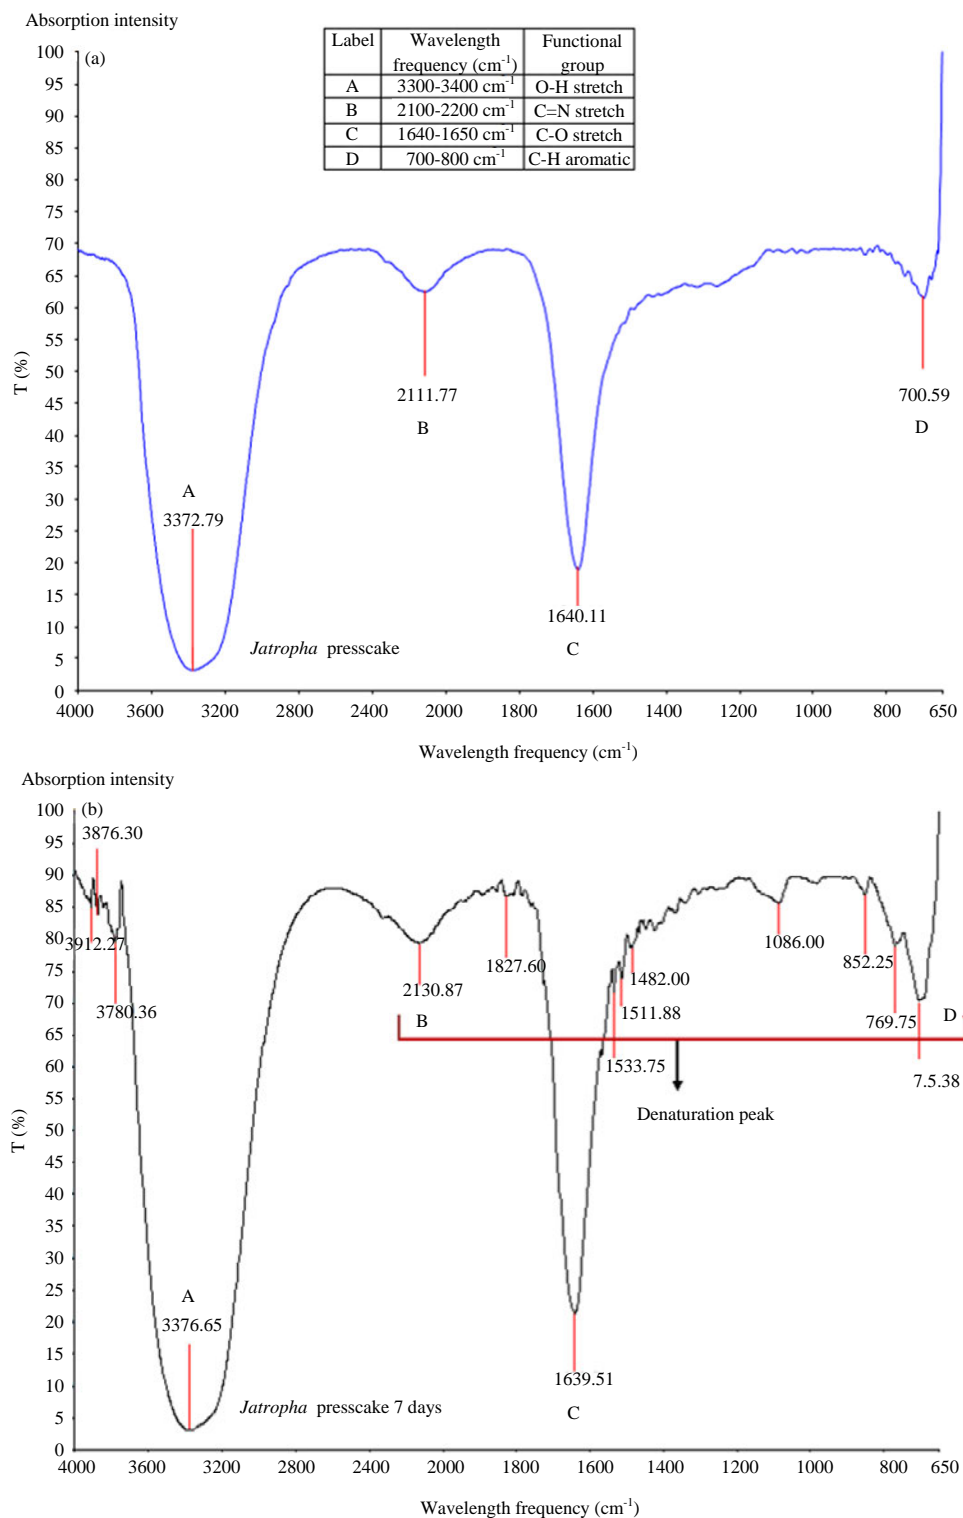 Absorption intensity
(a)
Label Wavelength frequency (cm-1) Functional group
A 3300-3400 cm-1 O-H stretch
B 2100-2200 cm-1 C=N stretch
C 1640-1650 cm-1 C-O stretch
D 700-800 cm-1 C-H aromatic
100
95
90
85
80
75
70
65
60
55
50
45
40
35
30
25
20
15
10
5
0
T (%)
A
3372.79
2111.77
B
1640.11
C
700.59
D
Jatropha presscake
4000 3600 3200 2800 2400 2000 1600 1400 1200 1000 800 650
Wavelength frequency (cm-1)
Absorption intensity
(b)
100
95
90
85
80
75
70
65
60
55
50
45
40
35
30
25
20
15
10
5
0
T (%)
3876.30
3912.27
3780.36
A
3376.65
2130.87
B
1827.60
1639.51
C
1533.75
1511.88
1482.00
1086.00
852.25
769.75
D
7.5.38
Denaturation peak
Jatropha presscake 7 days
4000 3600 3200 2800 2400 2000 1600 1400 1200 1000 800 650
Wavelength frequency (cm-1)